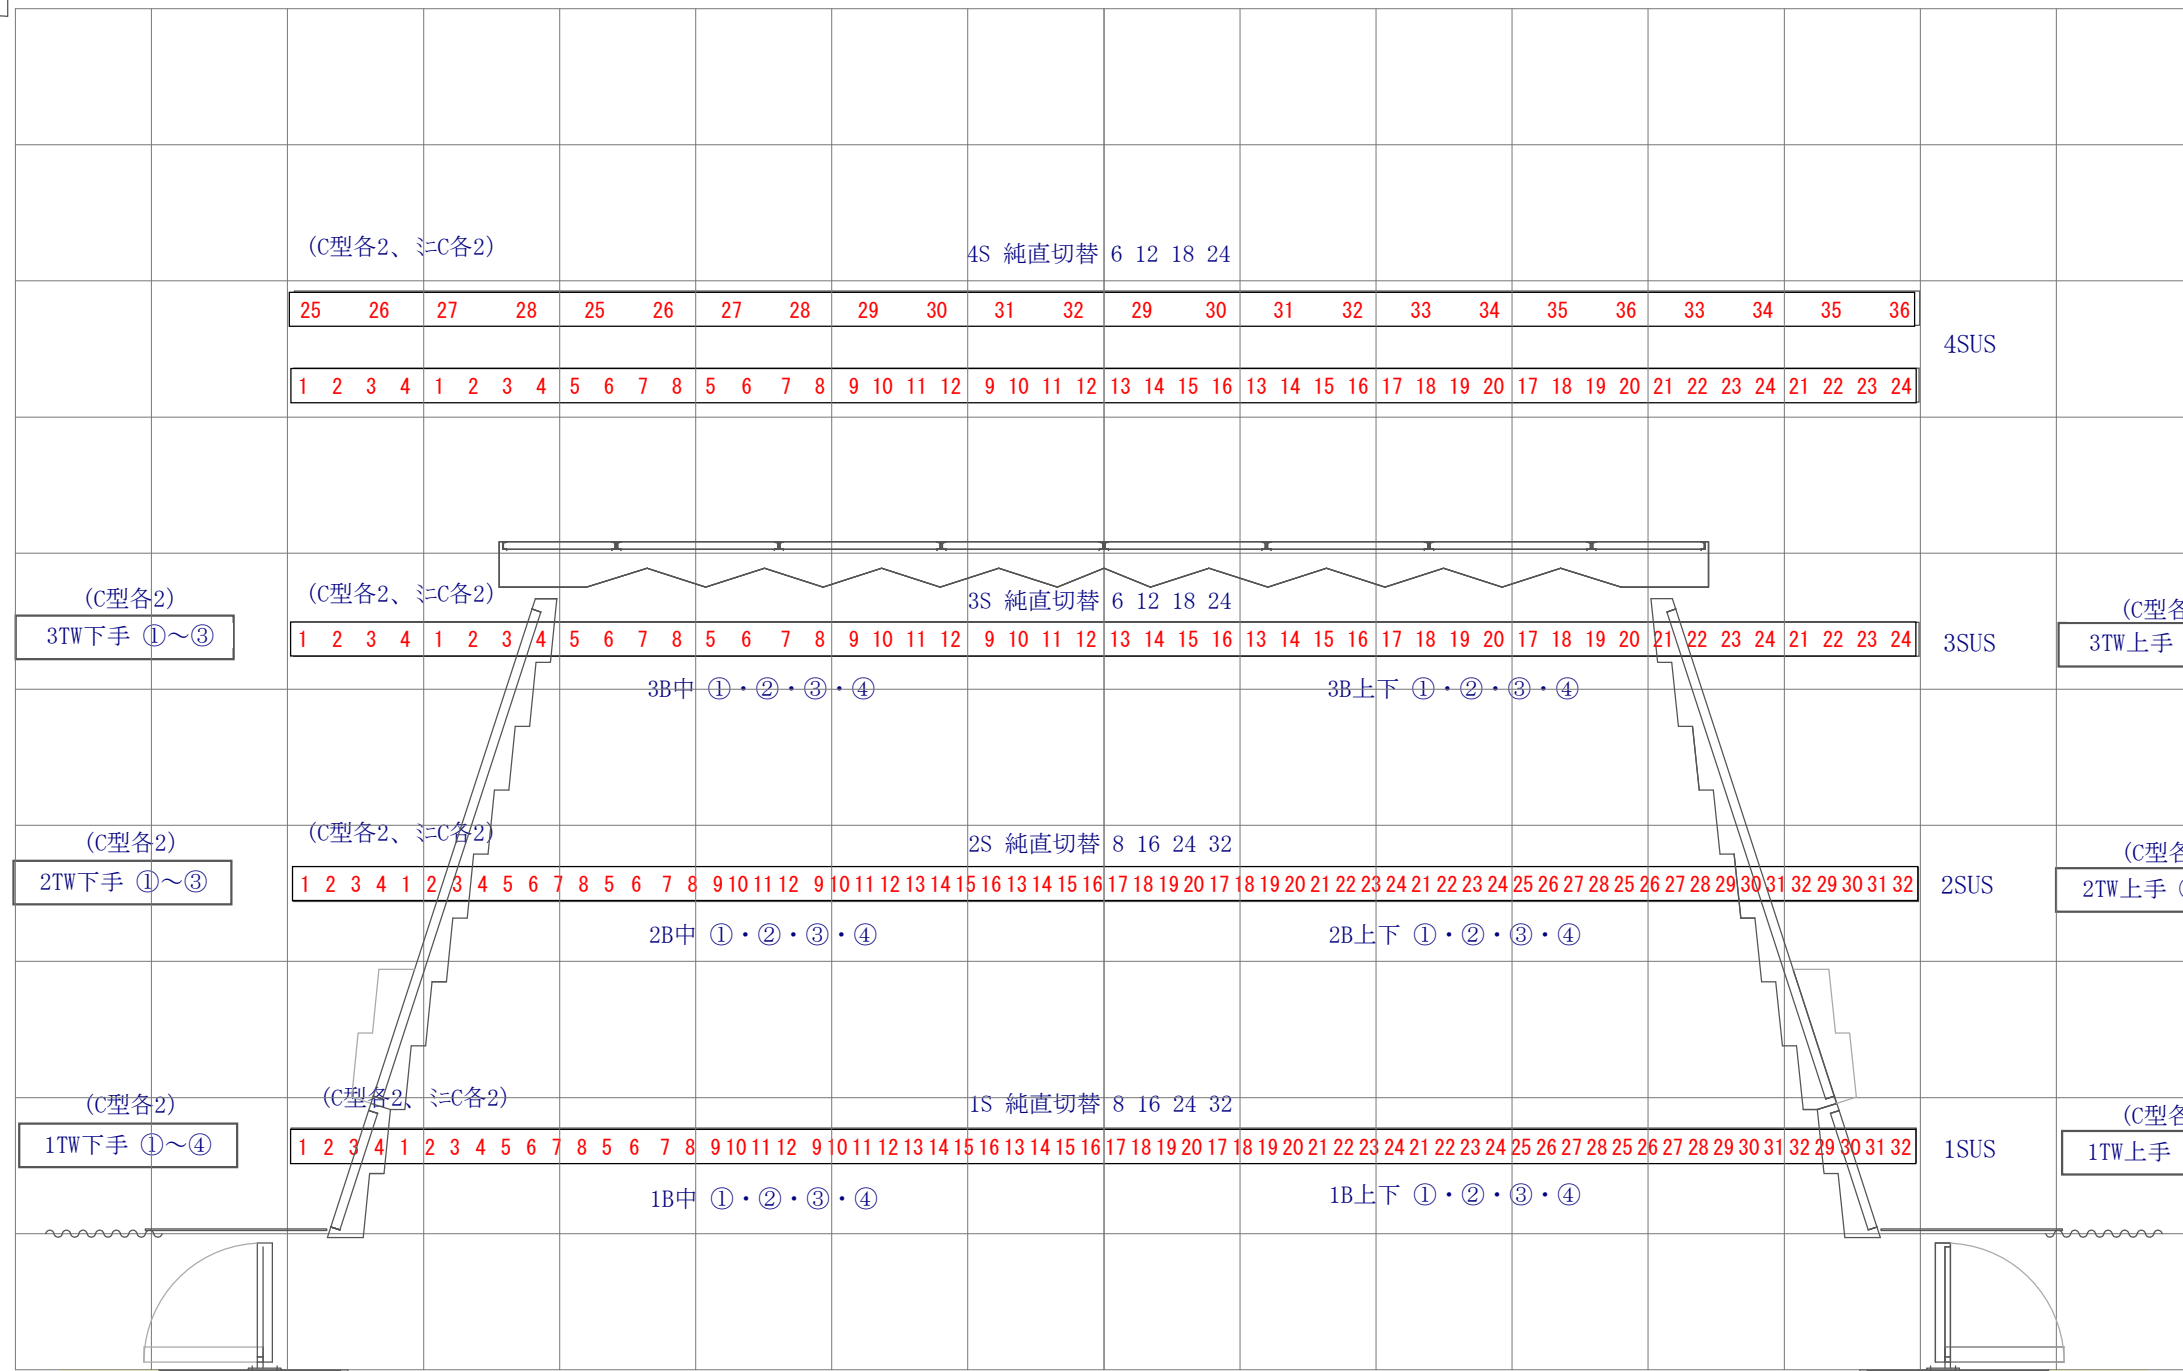 (C型各2、ﾐﾆC各2)
4S 純直切替 6 12 18 24
25 26 27 28 25 26 27 28 29 30 31 32 29 30 31 32 33 34 35 36 33 34 35 36
4SUS
1 2 3 4 1 2 3 4 5 6 7 8 5 6 7 8 9 10 11 12 9 10 11 12 13 14 15 16 13 14 15 16 17 18 19 20 17 18 19 20 21 22 23 24 21 22 23 24
(C型各2)
(C型各2、ﾐﾆC各2)
3S 純直切替 6 12 18 24
(C型各
3TW下手 ①～③
1 2 3 4 1 2 3 4 5 6 7 8 5 6 7 8 9 10 11 12 9 10 11 12 13 14 15 16 13 14 15 16 17 18 19 20 17 18 19 20 21 22 23 24 21 22 23 24
3SUS
3TW上手
3B中 ①・②・③・④
3B上下 ①・②・③・④
(C型各2)
(C型各2、ﾐﾆC各2)
2S 純直切替 8 16 24 32
(C型各
2TW下手 ①～③
1 2 3 4 1 2 3 4 5 6 7 8 5 6 7 8 9 10 11 12 9 10 11 12 13 14 15 16 13 14 15 16 17 18 19 20 17 18 19 20 21 22 23 24 21 22 23 24 25 26 27 28 25 26 27 28 29 30 31 32 29 30 31 32
2SUS
2TW上手
2B中 ①・②・③・④
2B上下 ①・②・③・④
(C型各2)
(C型各2、ﾐﾆC各2)
1S 純直切替 8 16 24 32
(C型各
1TW下手 ①～④
1 2 3 4 1 2 3 4 5 6 7 8 5 6 7 8 9 10 11 12 9 10 11 12 13 14 15 16 13 14 15 16 17 18 19 20 17 18 19 20 21 22 23 24 21 22 23 24 25 26 27 28 25 26 27 28 29 30 31 32 29 30 31 32
1SUS
1TW上手
1B中 ①・②・③・④
1B上下 ①・②・③・④